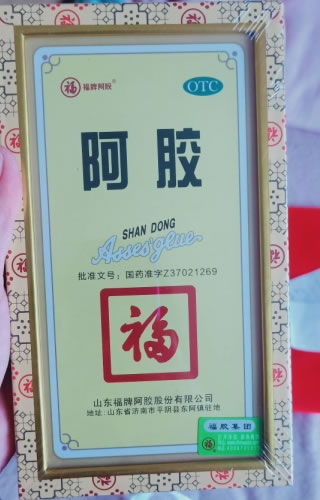 福 福牌阿胶®
OTC
阿胶
SHAN DONG
Asses'glue
批准文号：国药准字Z37021269
福
山东福牌阿胶股份有限公司
地址：山东省济南市平阴县东阿镇驻地
福胶集团
福